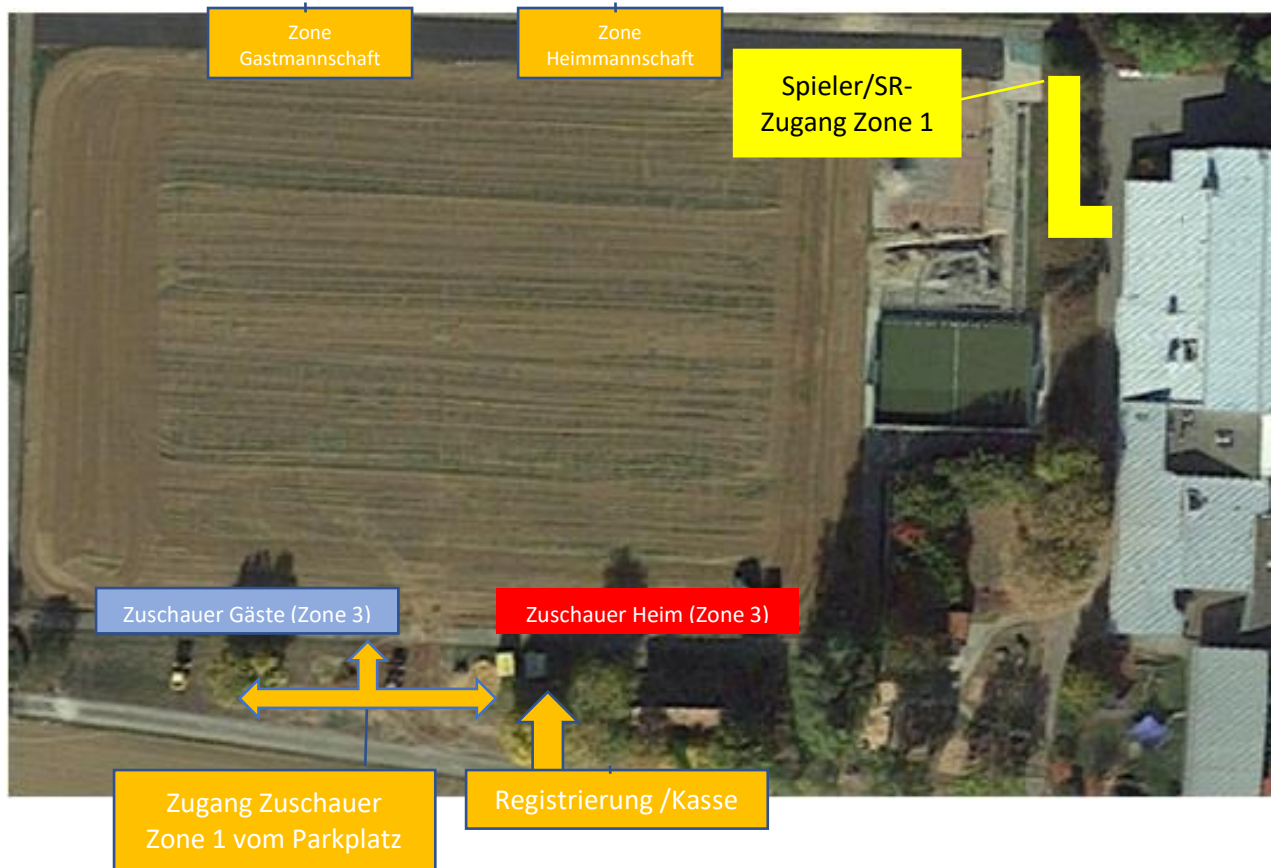 Zone
Gastmannschaft
Zone
Heimmannschaft
Spieler/SR-
Zugang Zone 1
Zuschauer Gäste (Zone 3)
Zuschauer Heim (Zone 3)
Zugang Zuschauer
Zone 1 vom Parkplatz
Registrierung /Kasse